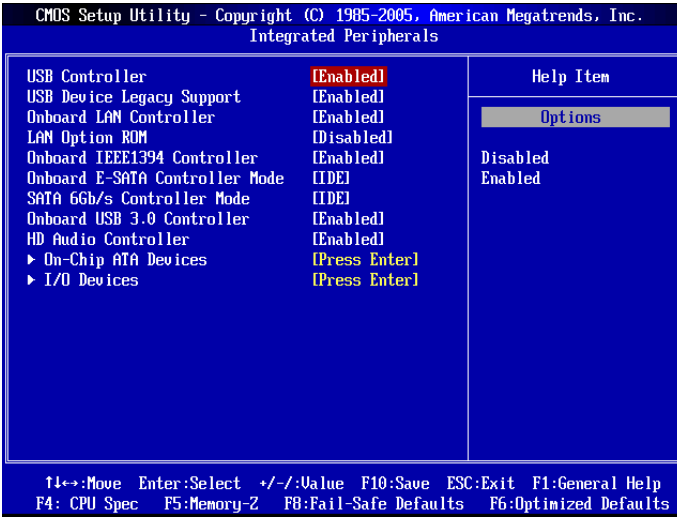 CMOS Setup Utility - Copyright (C) 1985-2005, American Megatrends, Inc.
Integrated Peripherals
USB Controller [Enabled]
USB Device Legacy Support [Enabled]
Onboard LAN Controller [Enabled]
LAN Option ROM [Disabled]
Onboard IEEE1394 Controller [Enabled]
Onboard E-SATA Controller Mode [IDE]
SATA 6Gb/s Controller Mode [IDE]
Onboard USB 3.0 Controller [Enabled]
HD Audio Controller [Enabled]
▶ On-Chip ATA Devices [Press Enter]
▶ I/O Devices [Press Enter]
Help Item
Options
Disabled
Enabled
↑↓←→:Move Enter:Select +/-/:Value F10:Save ESC:Exit F1:General Help
F4: CPU Spec F5:Memory-Z F8:Fail-Safe Defaults F6:Optimized Defaults